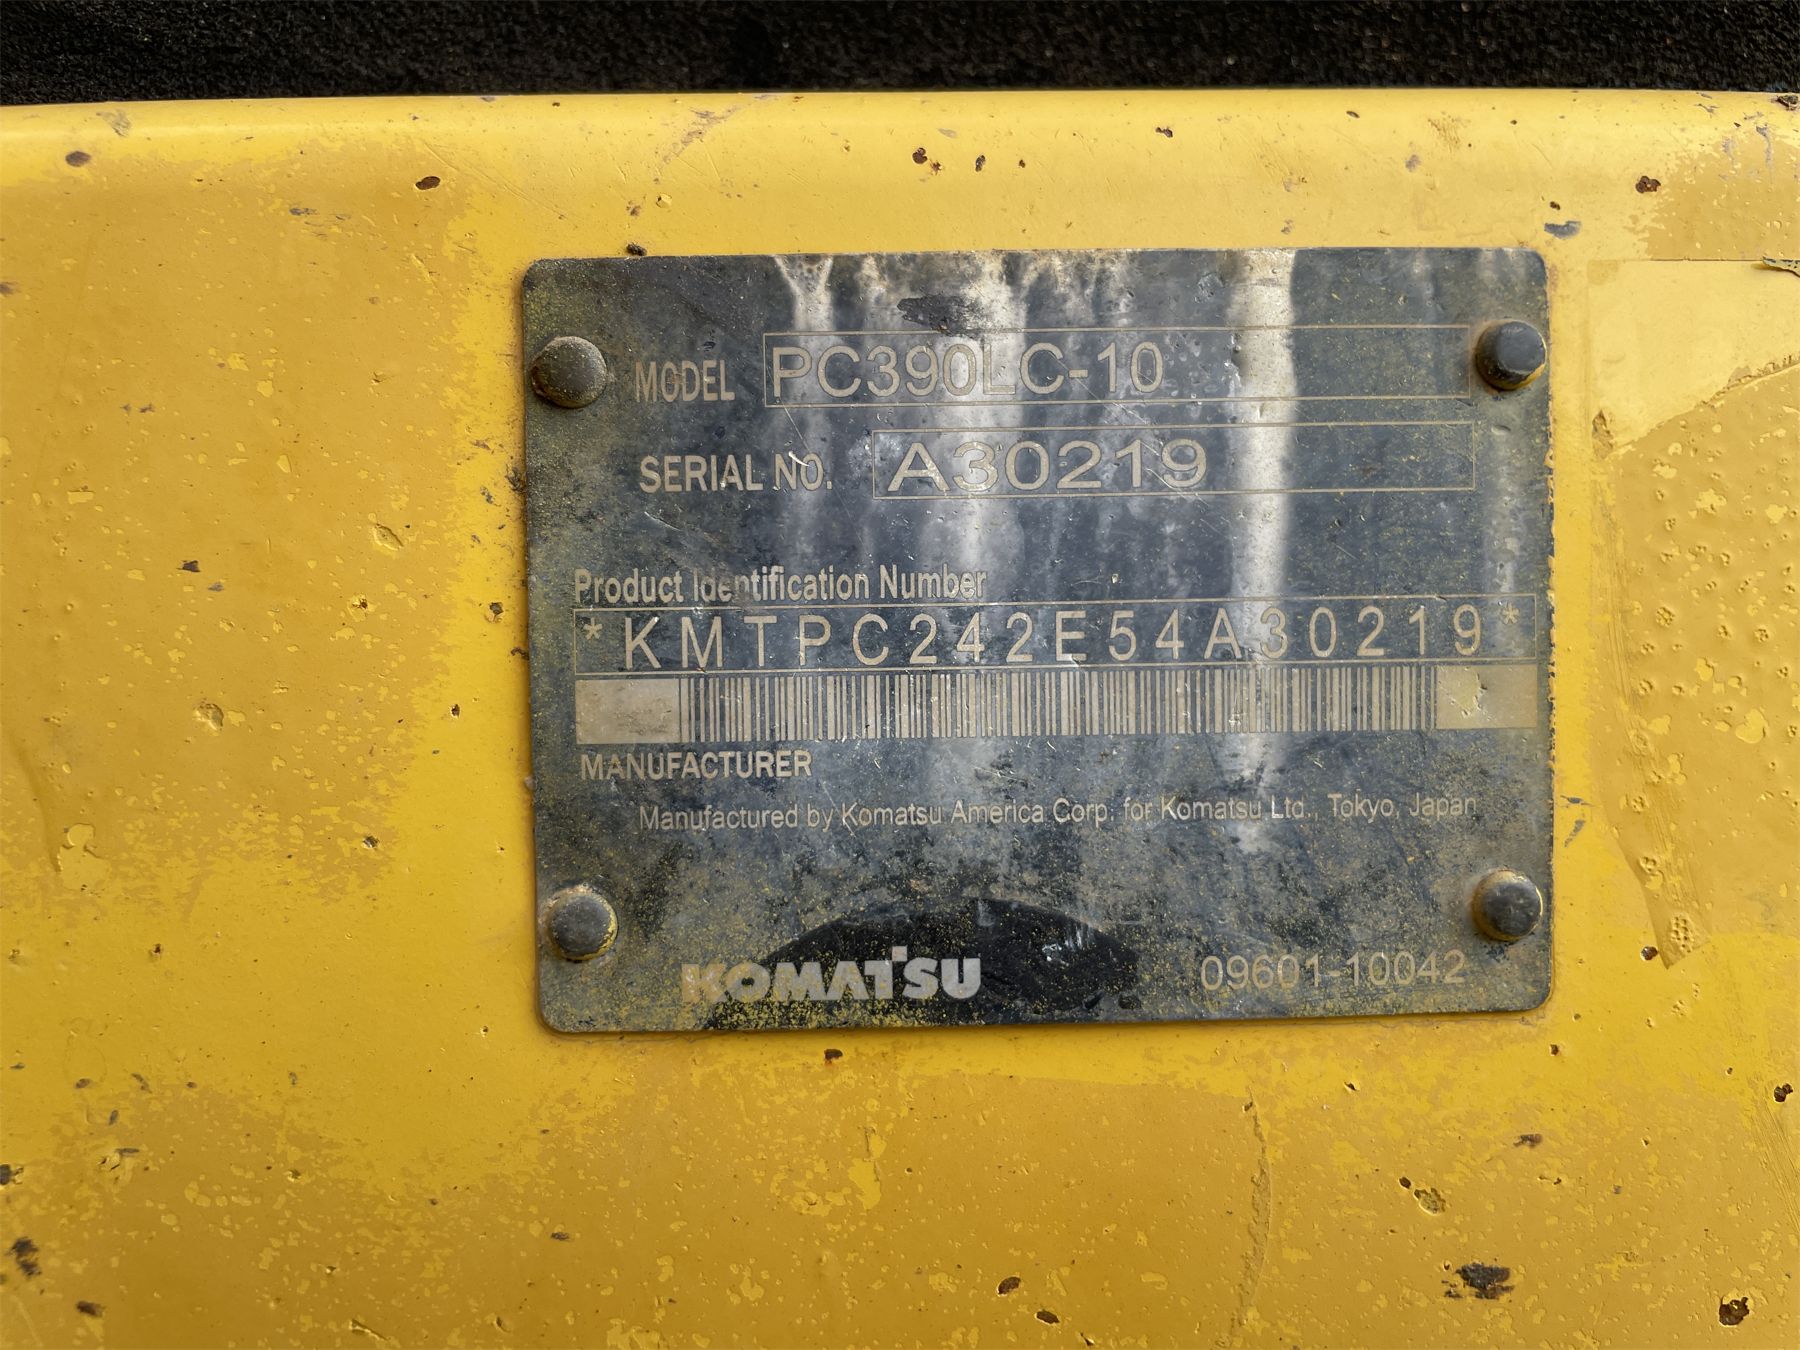 MODEL PC390LC-10
SERIAL NO. A30219
Product Identification Number
*KMTPC242E54A30219*
MANUFACTURER
Manufactured by Komatsu America Corp. for Komatsu Ltd., Tokyo, Japan
KOMATSU 09601-10042